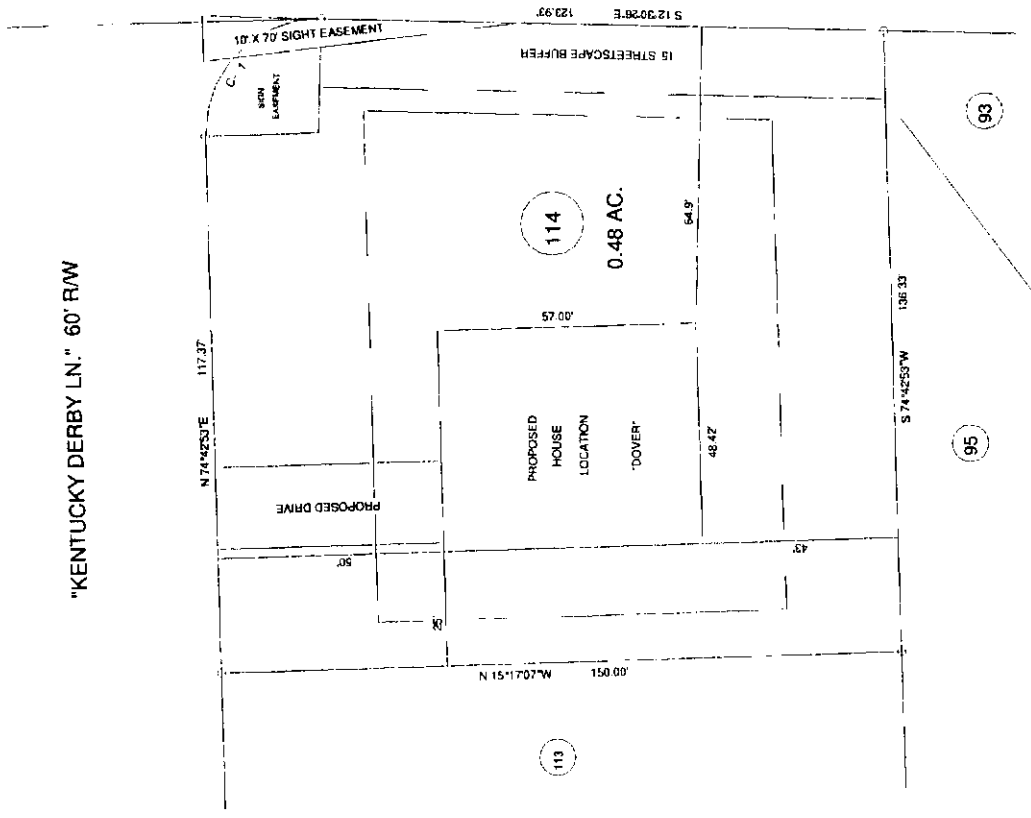 S 12°30'26"E 123.93'
10' X 70' SIGHT EASEMENT
15 STREETSCAPE BUFFER
C
SIGN
EASEMENT
93
114
0.48 AC.
64.9'
"KENTUCKY DERBY LN." 60' R/W
N 74°42'53"E 117.37'
57.00'
S 74°42'53"W 136.33'
PROPOSED
HOUSE
LOCATION
"DOVER"
48.42'
95
PROPOSED DRIVE
50'
43'
25'
N 15°17'07"W 150.00'
113